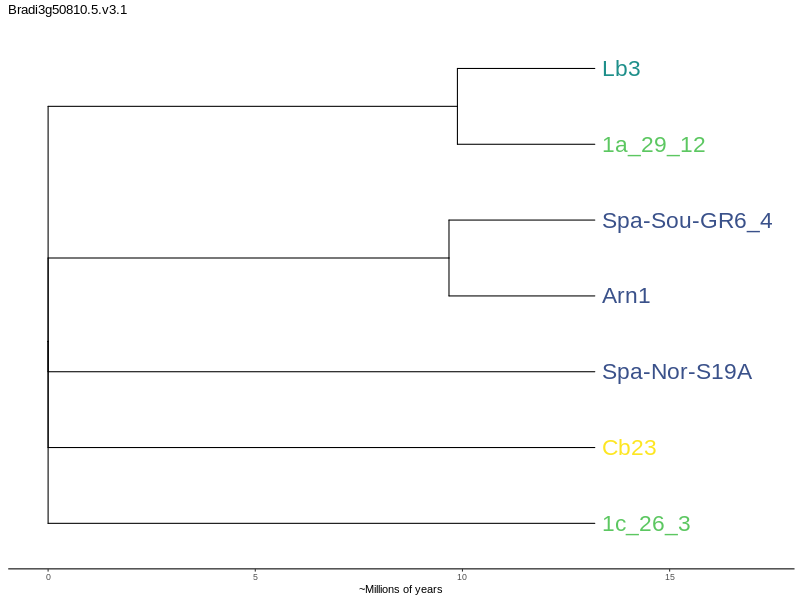 Bradi3g50810.5.v3.1
Lb3
1a_29_12
Spa-Sou-GR6_4
Arn1
Spa-Nor-S19A
Cb23
1c_26_3
0 5 10 15
~Millions of years